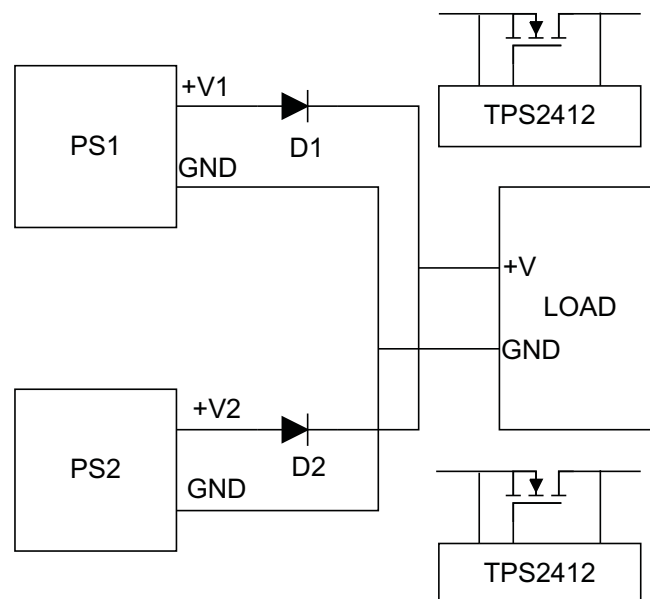 TPS2412
+V1
PS1
D1
GND
+V
LOAD
GND
+V2
PS2
D2
GND
TPS2412